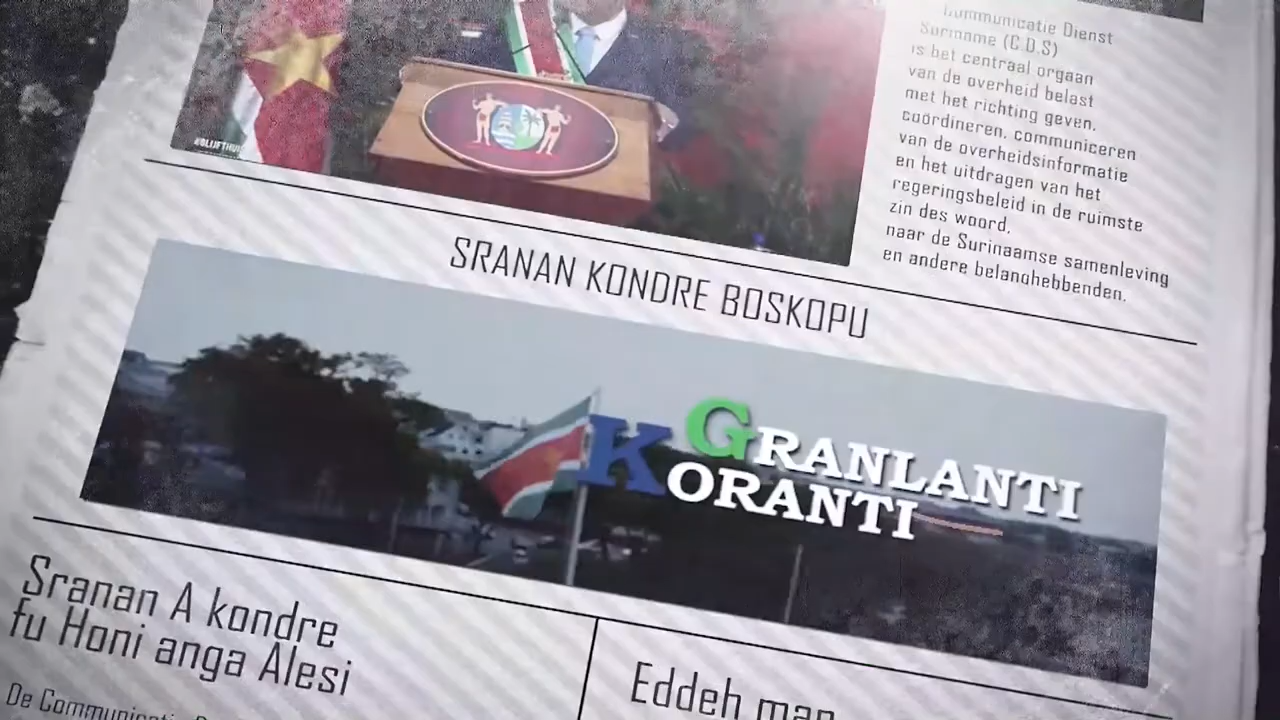 Communicatie Dienst
Suriname (C.D.S)
is het centraal orgaan
van de overheid belast
met het richting geven,
coördineren, communiceren
van de overheidsinformatie
en het uitdragen van het
regeringsbeleid in de ruimste
zin des woord,
naar de Surinaamse samenleving
en andere belanghebbenden.
SRANAN KONDRE BOSKOPU
GRANLANTI
KORANTI
Sranan A kondre
fu Honi anga Alesi
De
Eddeh man